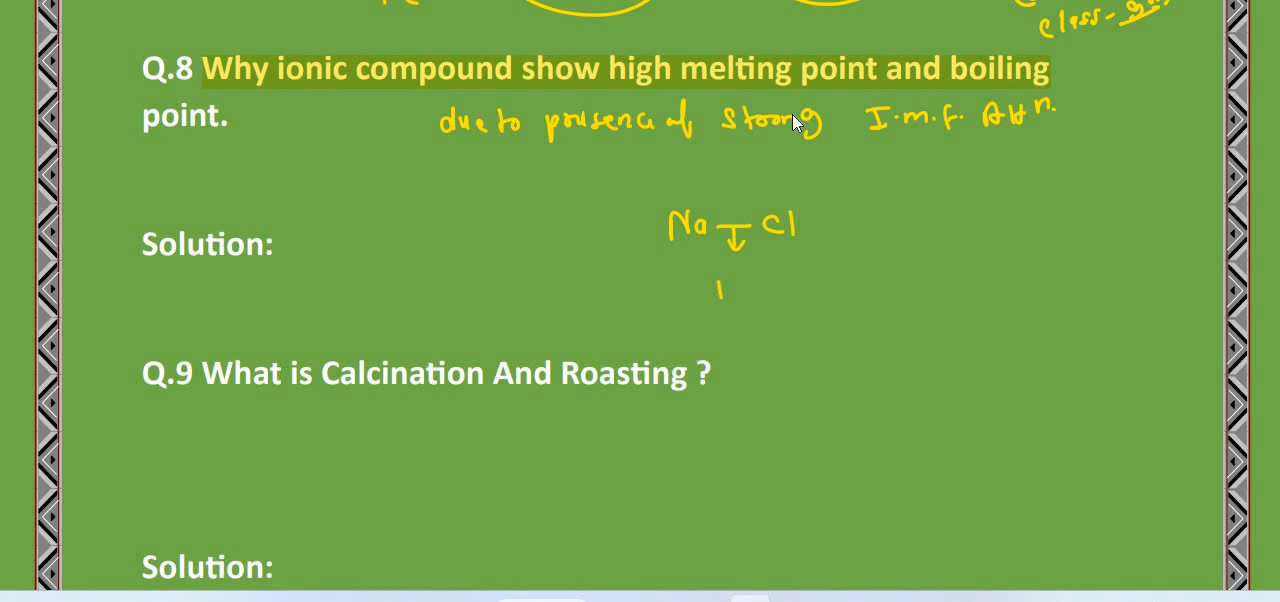 class-
Q.8 Why ionic compound show high melting point and boiling
point. due to presenc of strong I.m.f. Attn.
Na Cl
Solution:
Q.9 What is Calcination And Roasting ?
Solution: